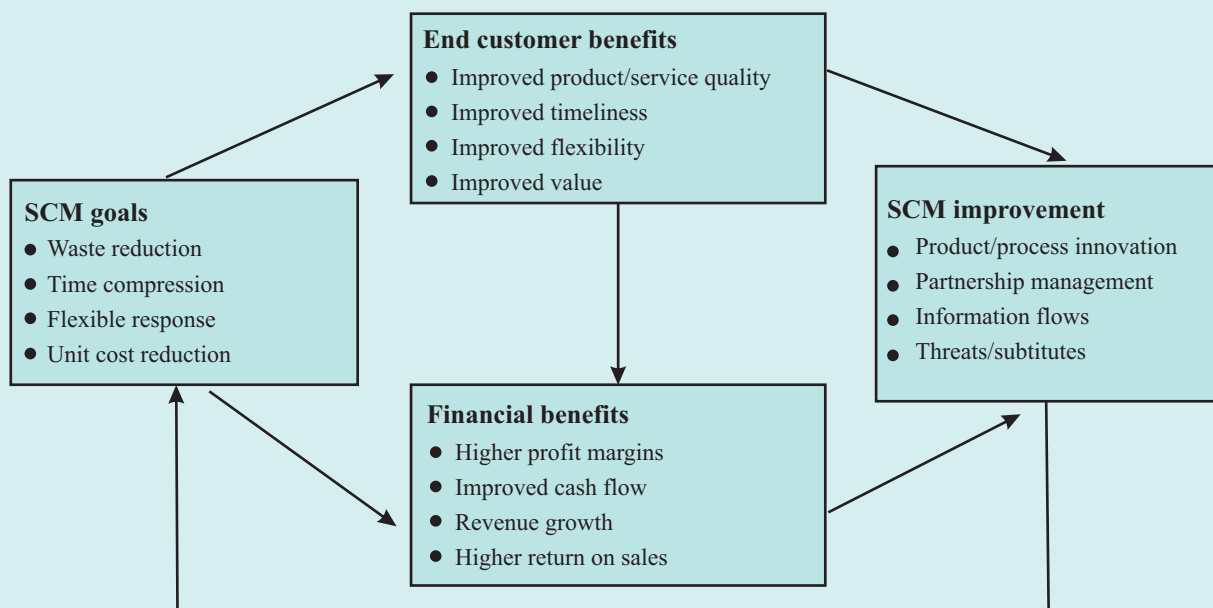 End customer benefits
Improved product/service quality
Improved timeliness
Improved flexibility
Improved value
SCM goals
Waste reduction
Time compression
Flexible response
Unit cost reduction
SCM improvement
Product/process innovation
Partnership management
Information flows
Threats/subtitutes
Financial benefits
Higher profit margins
Improved cash flow
Revenue growth
Higher return on sales